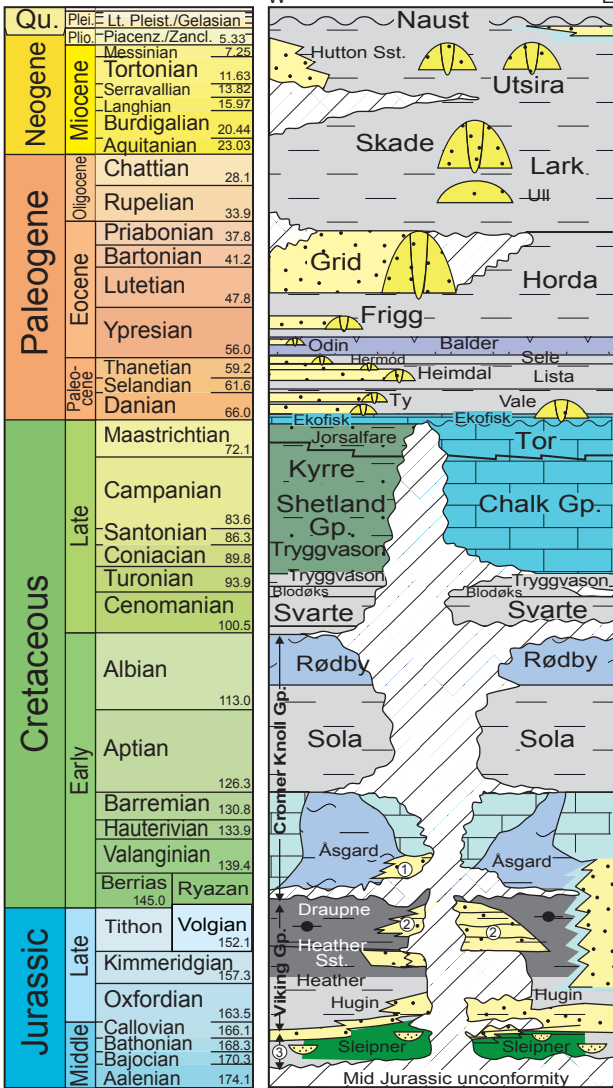 W
E
Qu.
Plei.
Lt. Pleist./Gelasian
Plio.
Piacenz./Zancl. 5.33
Neogene
Miocene
Messinian 7.25
Tortonian 11.63
Serravallian 13.82
Langhian 15.97
Burdigalian 20.44
Aquitanian 23.03
Paleogene
Oligocene
Chattian 28.1
Rupelian 33.9
Eocene
Priabonian 37.8
Bartonian 41.2
Lutetian 47.8
Ypresian 56.0
Paleo-
cene
Thanetian 59.2
Selandian 61.6
Danian 66.0
Cretaceous
Late
Maastrichtian 72.1
Campanian 83.6
Santonian 86.3
Coniacian 89.8
Turonian 93.9
Cenomanian 100.5
Early
Albian 113.0
Aptian 126.3
Barremian 130.8
Hauterivian 133.9
Valanginian 139.4
Berrias 145.0
Ryazan
Jurassic
Late
Tithon
Volgian 152.1
Kimmeridgian 157.3
Oxfordian 163.5
Middle
Callovian 166.1
Bathonian 168.3
Bajocian 170.3
Aalenian 174.1
Naust
Hutton Sst.
Utsira
Skade
Lark
Ull
Grid
Horda
Frigg
Odin
Balder
Hermod
Sele
Heimdal
Lista
Ty
Vale
Ekofisk
Ekofisk
Jorsalfare
Tor
Kyrre
Shetland
Gp.
Chalk Gp.
Tryggvason
Tryggvason
Tryggvason
Blodøks
Blodøks
Svarte
Svarte
Cromer Knoll Gp.
Rødby
Rødby
Sola
Sola
Åsgard
Åsgard
1
Viking Gp.
Draupne
2
2
Heather
Sst.
Heather
Hugin
Hugin
3
Sleipner
Sleipner
Mid Jurassic unconformity